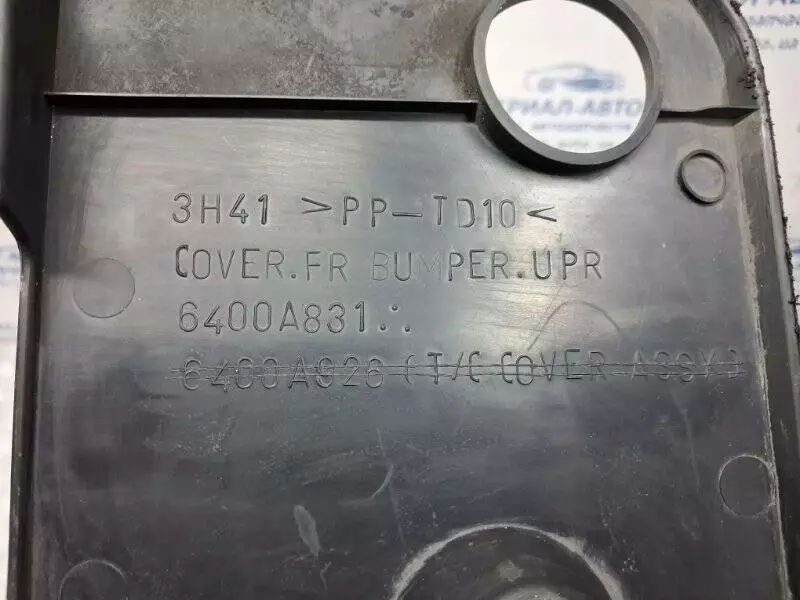 3H41 >PP-TD10<
COVER.FR BUMPER.UPR
6400A831∴
6400A926 (T/C COVER ASSY)